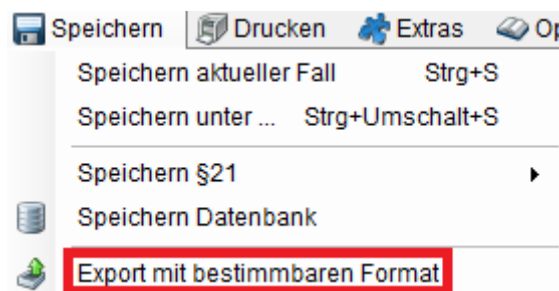 Speichern Drucken Extras Op
Speichern aktueller Fall Strg+S
Speichern unter ... Strg+Umschalt+S
Speichern §21
Speichern Datenbank
Export mit bestimmbaren Format